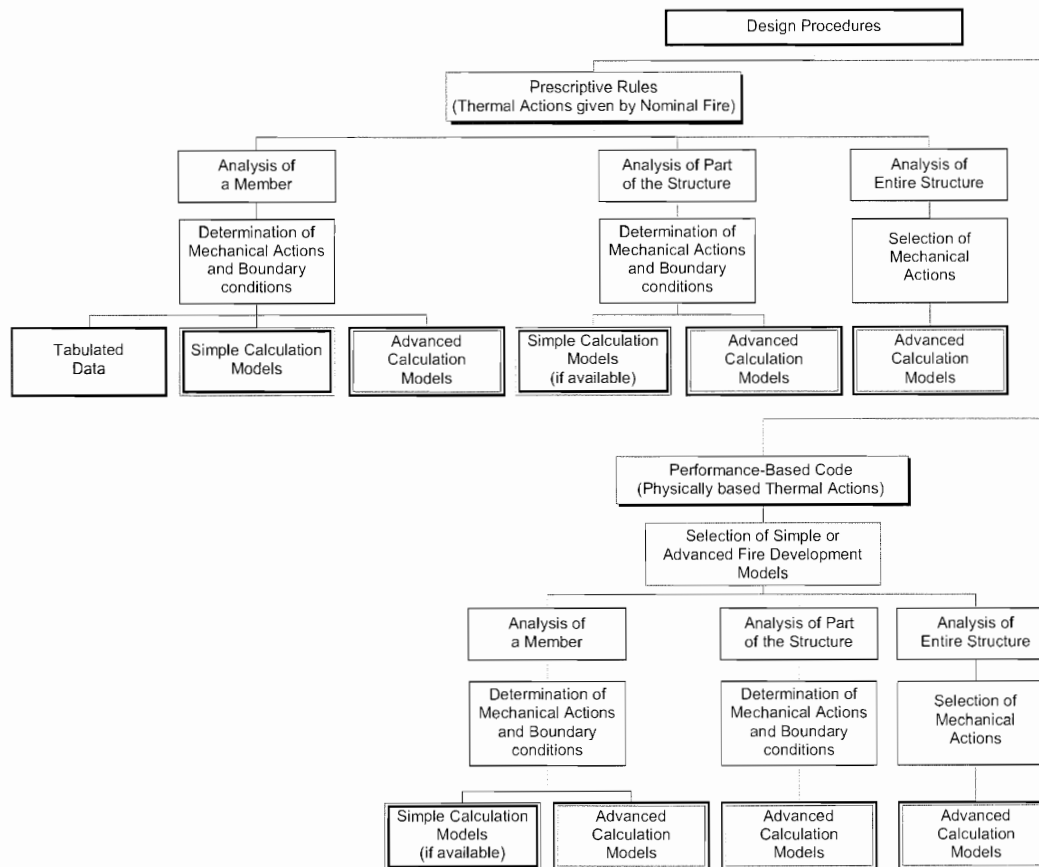 Design Procedures
Prescriptive Rules
(Thermal Actions given by Nominal Fire)
Analysis of
a Member
Analysis of Part
of the Structure
Analysis of
Entire Structure
Determination of
Mechanical Actions
and Boundary
conditions
Determination of
Mechanical Actions
and Boundary
conditions
Selection of
Mechanical
Actions
Tabulated
Data
Simple Calculation
Models
Advanced
Calculation
Models
Simple Calculation
Models
(if available)
Advanced
Calculation
Models
Advanced
Calculation
Models
Performance-Based Code
(Physically based Thermal Actions)
Selection of Simple or
Advanced Fire Development
Models
Analysis of
a Member
Analysis of Part
of the Structure
Analysis of
Entire Structure
Determination of
Mechanical Actions
and Boundary
conditions
Determination of
Mechanical Actions
and Boundary
conditions
Selection of
Mechanical
Actions
Simple Calculation
Models
(if available)
Advanced
Calculation
Models
Advanced
Calculation
Models
Advanced
Calculation
Models